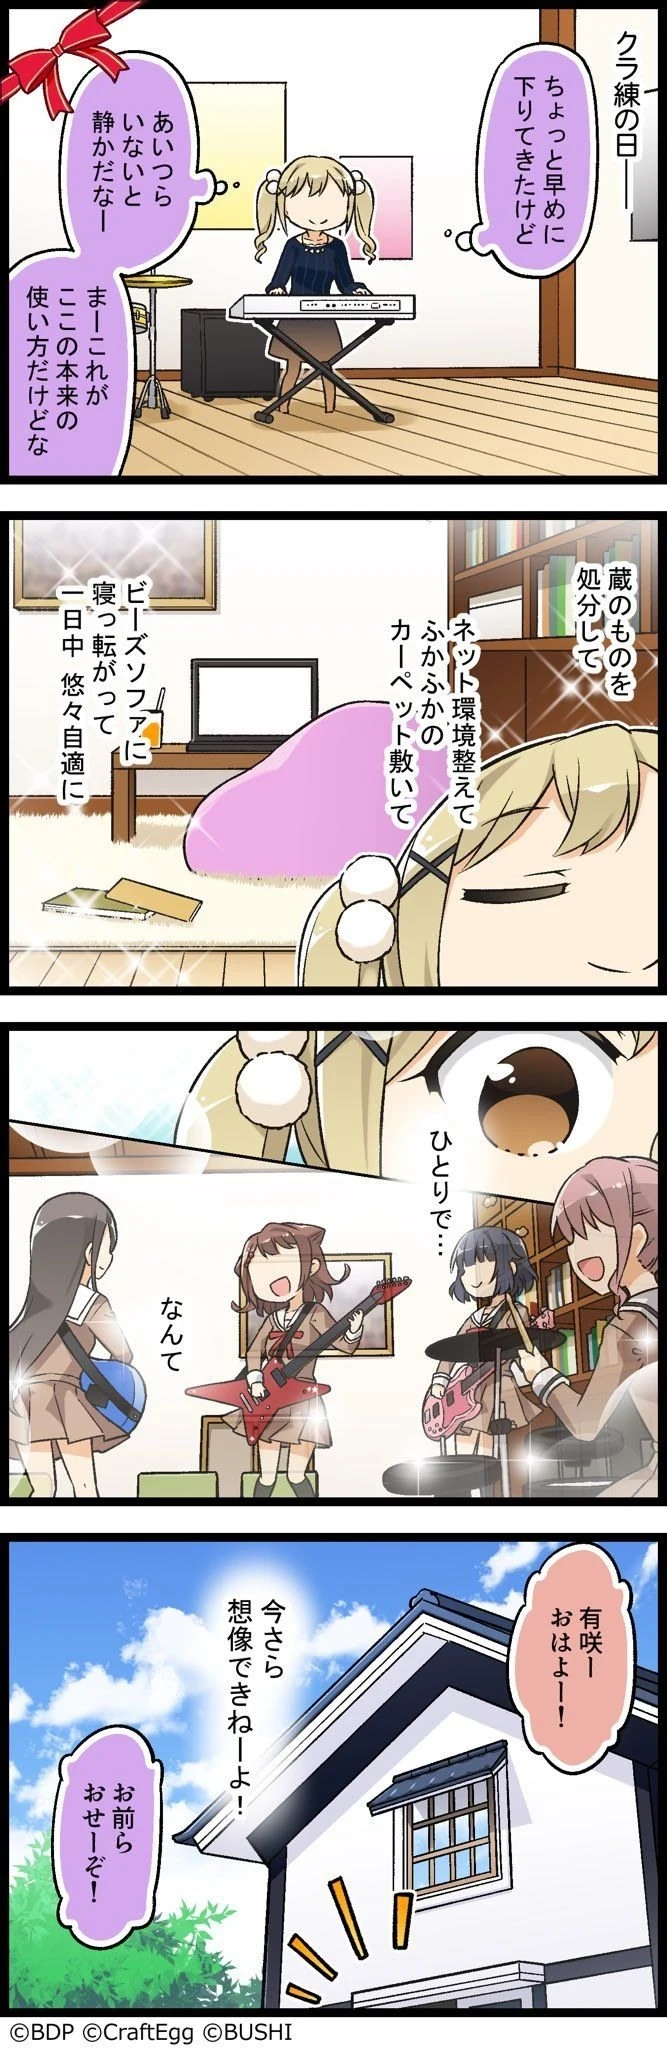 クラ練の日──
ちょっと早めに
下りてきたけど
あいつら
いないと
静かだなー
まーこれが
ここの本来の
使い方だけどな
蔵のものを
処分して
ネット環境整えて
ふかふかの
カーペット敷いて
ビーズソファに
寝っ転がって
一日中 悠々自適に
ひとりで…
なんて
今さら
想像できねーよ！
有咲ー
おはよー！
お前ら
おせーぞ！
©BDP ©CraftEgg ©BUSHI